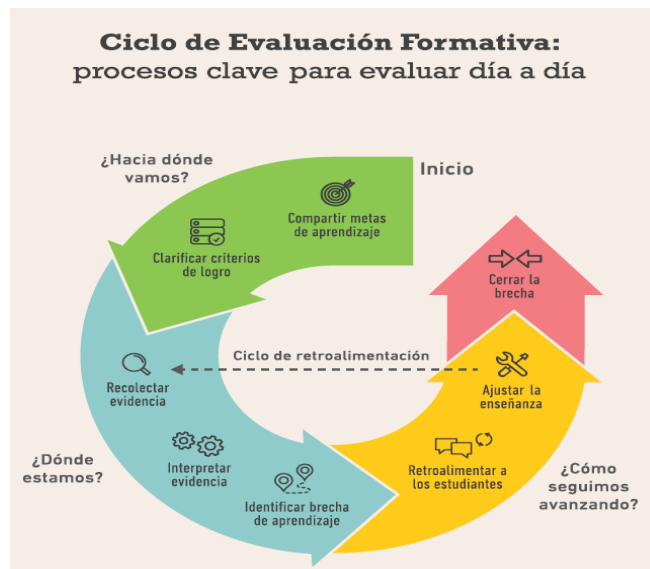 Ciclo de Evaluación Formativa:
procesos clave para evaluar día a día
¿Hacia dónde
vamos?
Inicio
Compartir metas
de aprendizaje
Clarificar criterios
de logro
Cerrar la
brecha
Ciclo de retroalimentación
Recolectar
evidencia
Ajustar la
enseñanza
Interpretar
evidencia
Retroalimentar a
los estudiantes
¿Dónde
estamos?
Identificar brecha
de aprendizaje
¿Cómo
seguimos
avanzando?